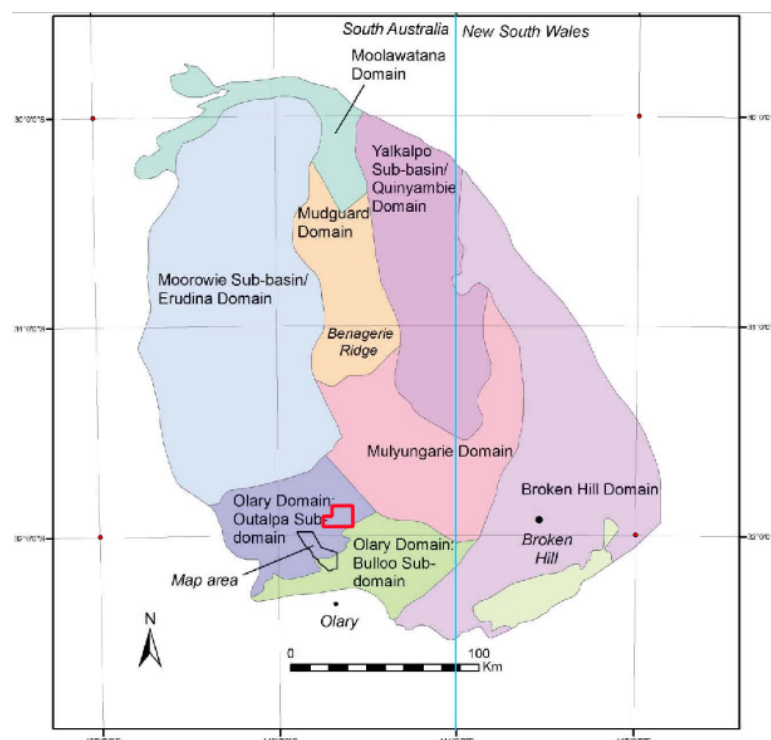 South Australia
New South Wales
Moolawatana
Domain
Yalkalpo
Sub-basin/
Quinyambie
Domain
Mudguard
Domain
Moorowie Sub-basin/
Erudina Domain
Benagerie
Ridge
Mulyungarie Domain
Broken Hill Domain
Olary Domain:
Outalpa Sub-
domain
Broken
Hill
Olary Domain:
Bulloo Sub-
domain
Map area
Olary
N
0
100
Km